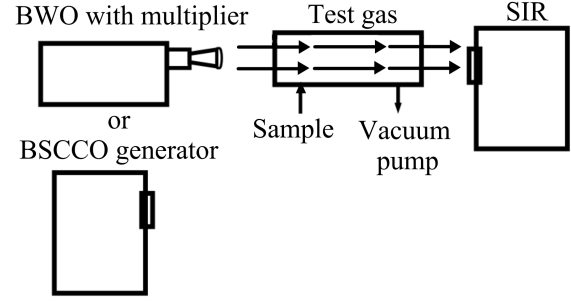 BWO with multiplier
Test gas
SIR
or
BSCCO generator
Sample
Vacuum
pump